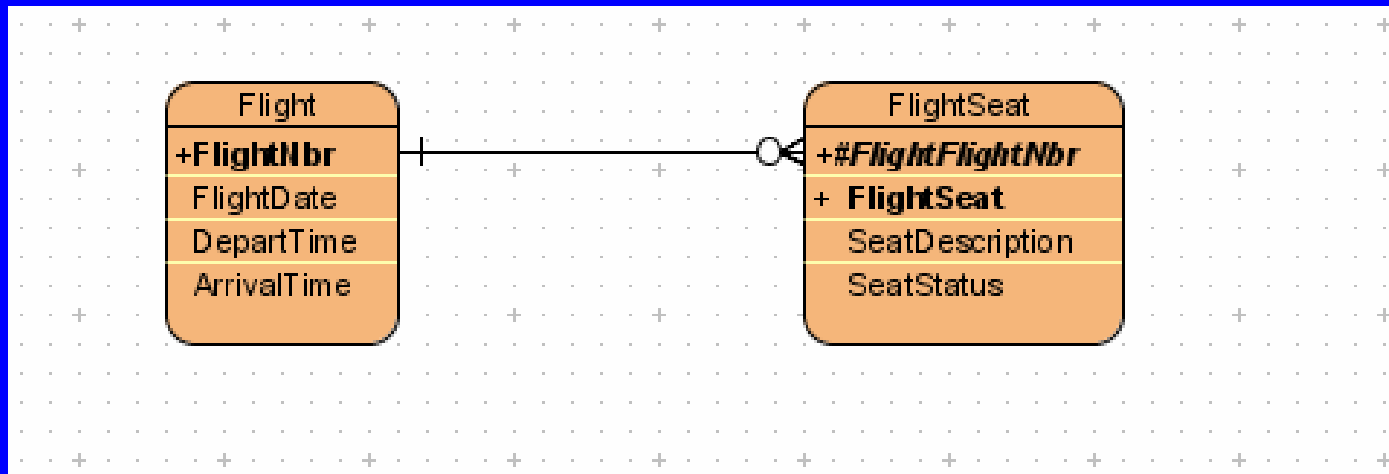 Flight
+FlightNbr
FlightDate
DepartTime
ArrivalTime
FlightSeat
+#FlightFlightNbr
+ FlightSeat
SeatDescription
SeatStatus